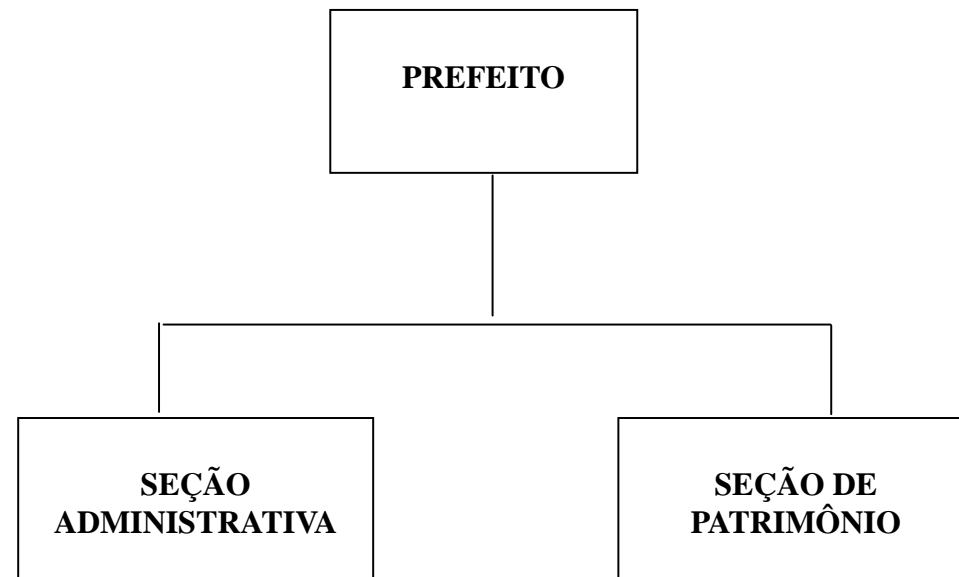 PREFEITO
SEÇÃO
ADMINISTRATIVA
SEÇÃO DE
PATRIMÔNIO